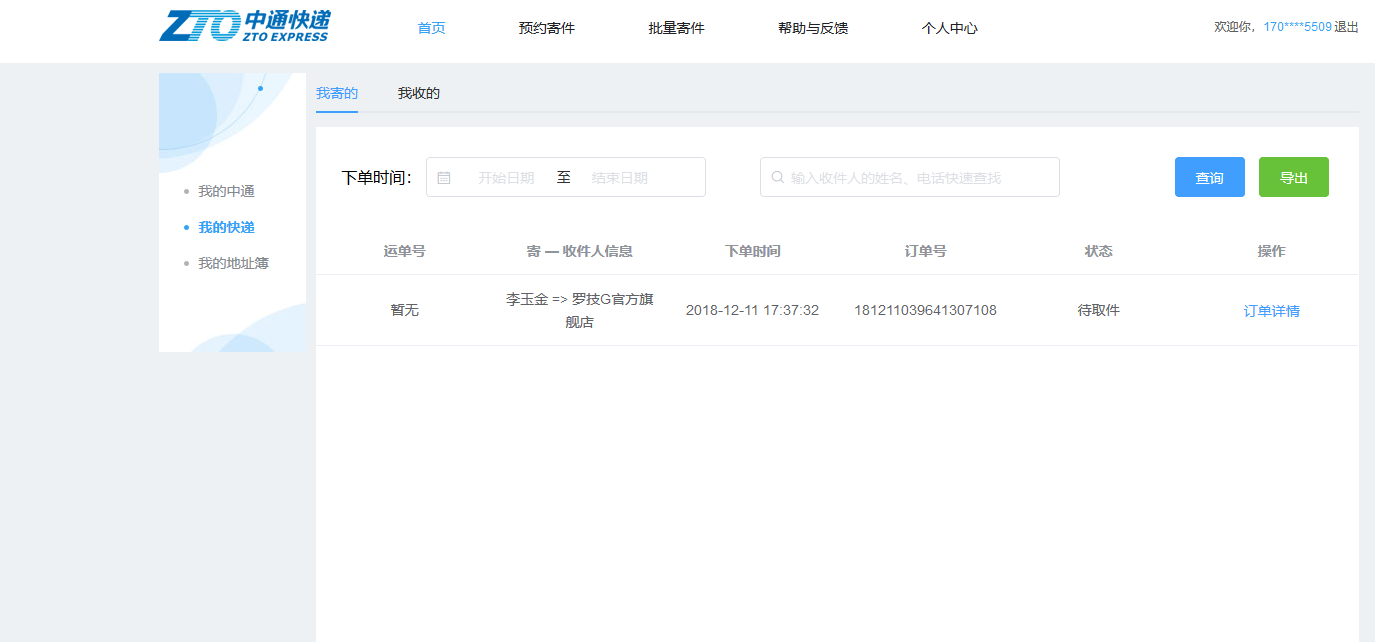 ZTO 中通快递
ZTO EXPRESS
首页 预约寄件 批量寄件 帮助与反馈 个人中心 欢迎你，170****5509 退出
我寄的 我收的
我的中通
我的快递
我的地址簿
下单时间： 开始日期 至 结束日期 输入收件人的姓名、电话快速查找 查询 导出
运单号 寄 — 收件人信息 下单时间 订单号 状态 操作
暂无 李玉金 => 罗技G官方旗 2018-12-11 17:37:32 181211039641307108 待取件 订单详情
舰店